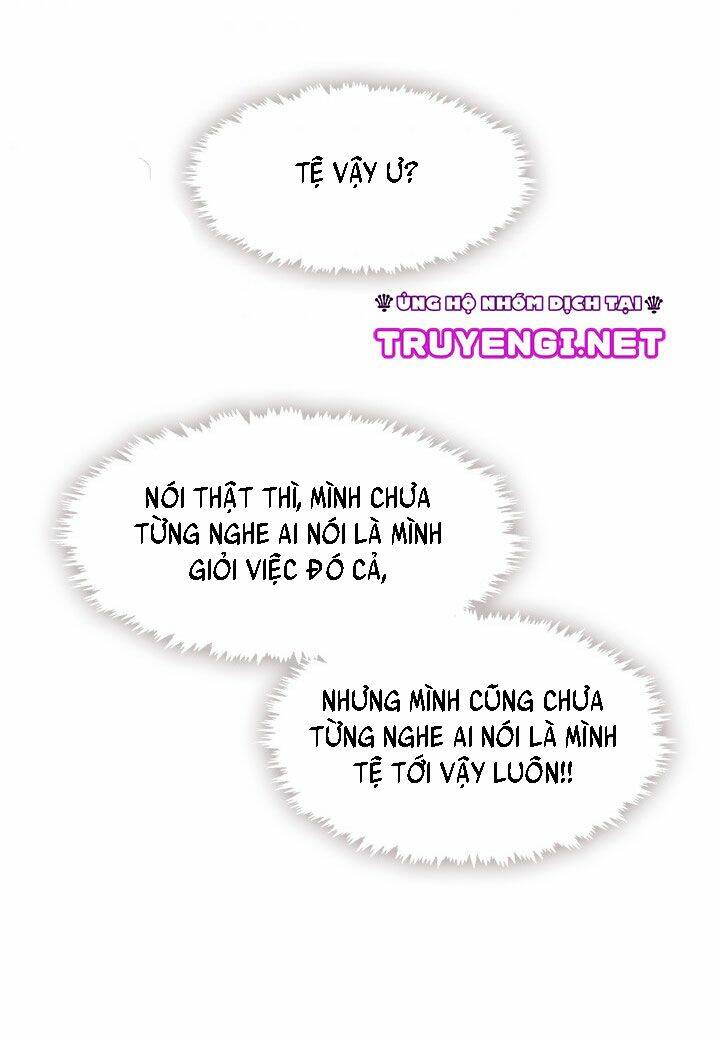 TỆ VẬY Ư?
ỦNG HỘ NHÓM DỊCH TẠI
TRUYENGI.NET
NÓI THẬT THÌ, MÌNH CHƯA
TỪNG NGHE AI NÓI LÀ MÌNH
GIỎI VIỆC ĐÓ CẢ,
NHƯNG MÌNH CŨNG CHƯA
TỪNG NGHE AI NÓI LÀ MÌNH
TỆ TỚI VẬY LUÔN!!